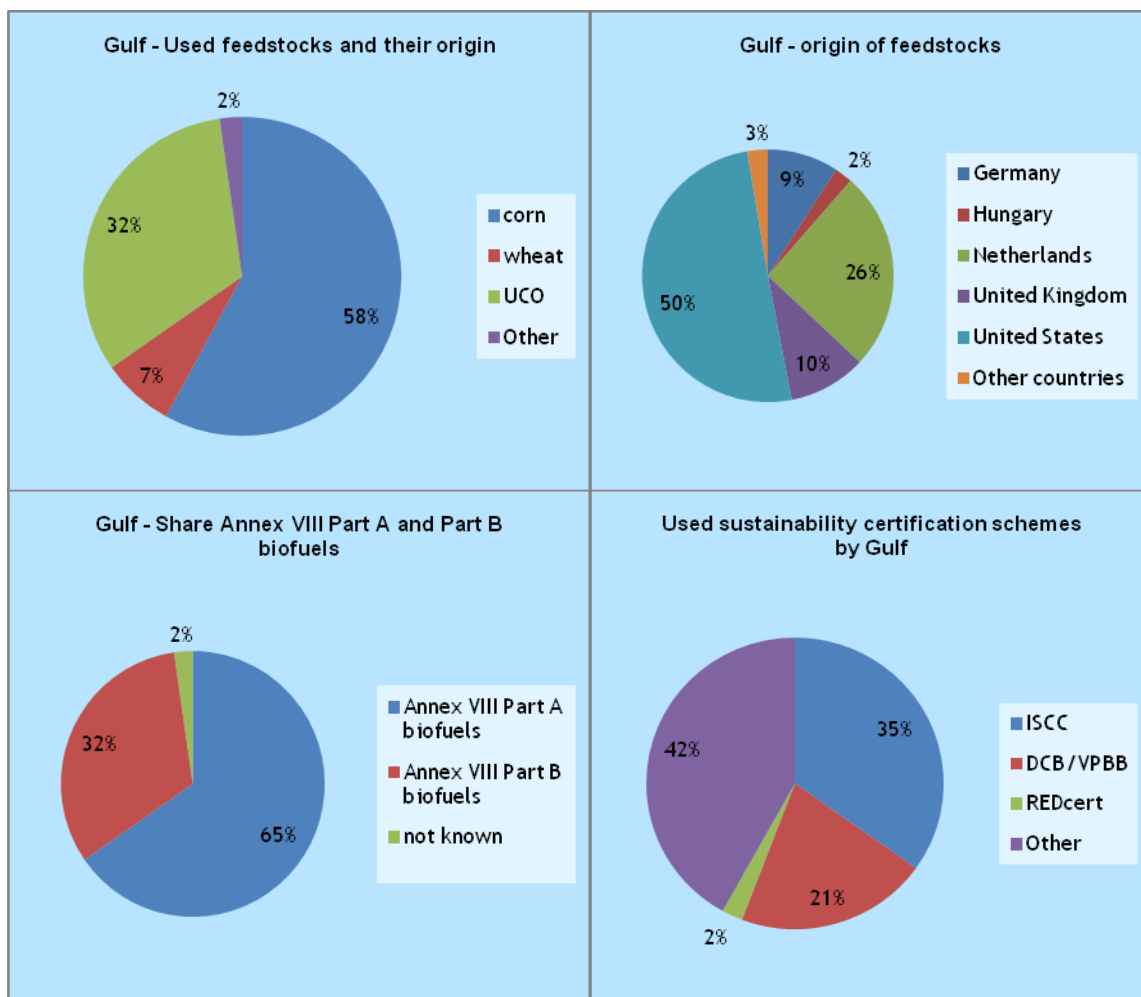 Gulf - Used feedstocks and their origin
2%
32%
58%
7%
corn
wheat
UCO
Other
Gulf - origin of feedstocks
3%
9%
2%
26%
50%
10%
Germany
Hungary
Netherlands
United Kingdom
United States
Other countries
Gulf - Share Annex VIII Part A and Part B
biofuels
2%
32%
65%
Annex VIII Part A
biofuels
Annex VIII Part B
biofuels
not known
Used sustainability certification schemes
by Gulf
35%
42%
21%
2%
ISCC
DCB/VPBB
REDcert
Other